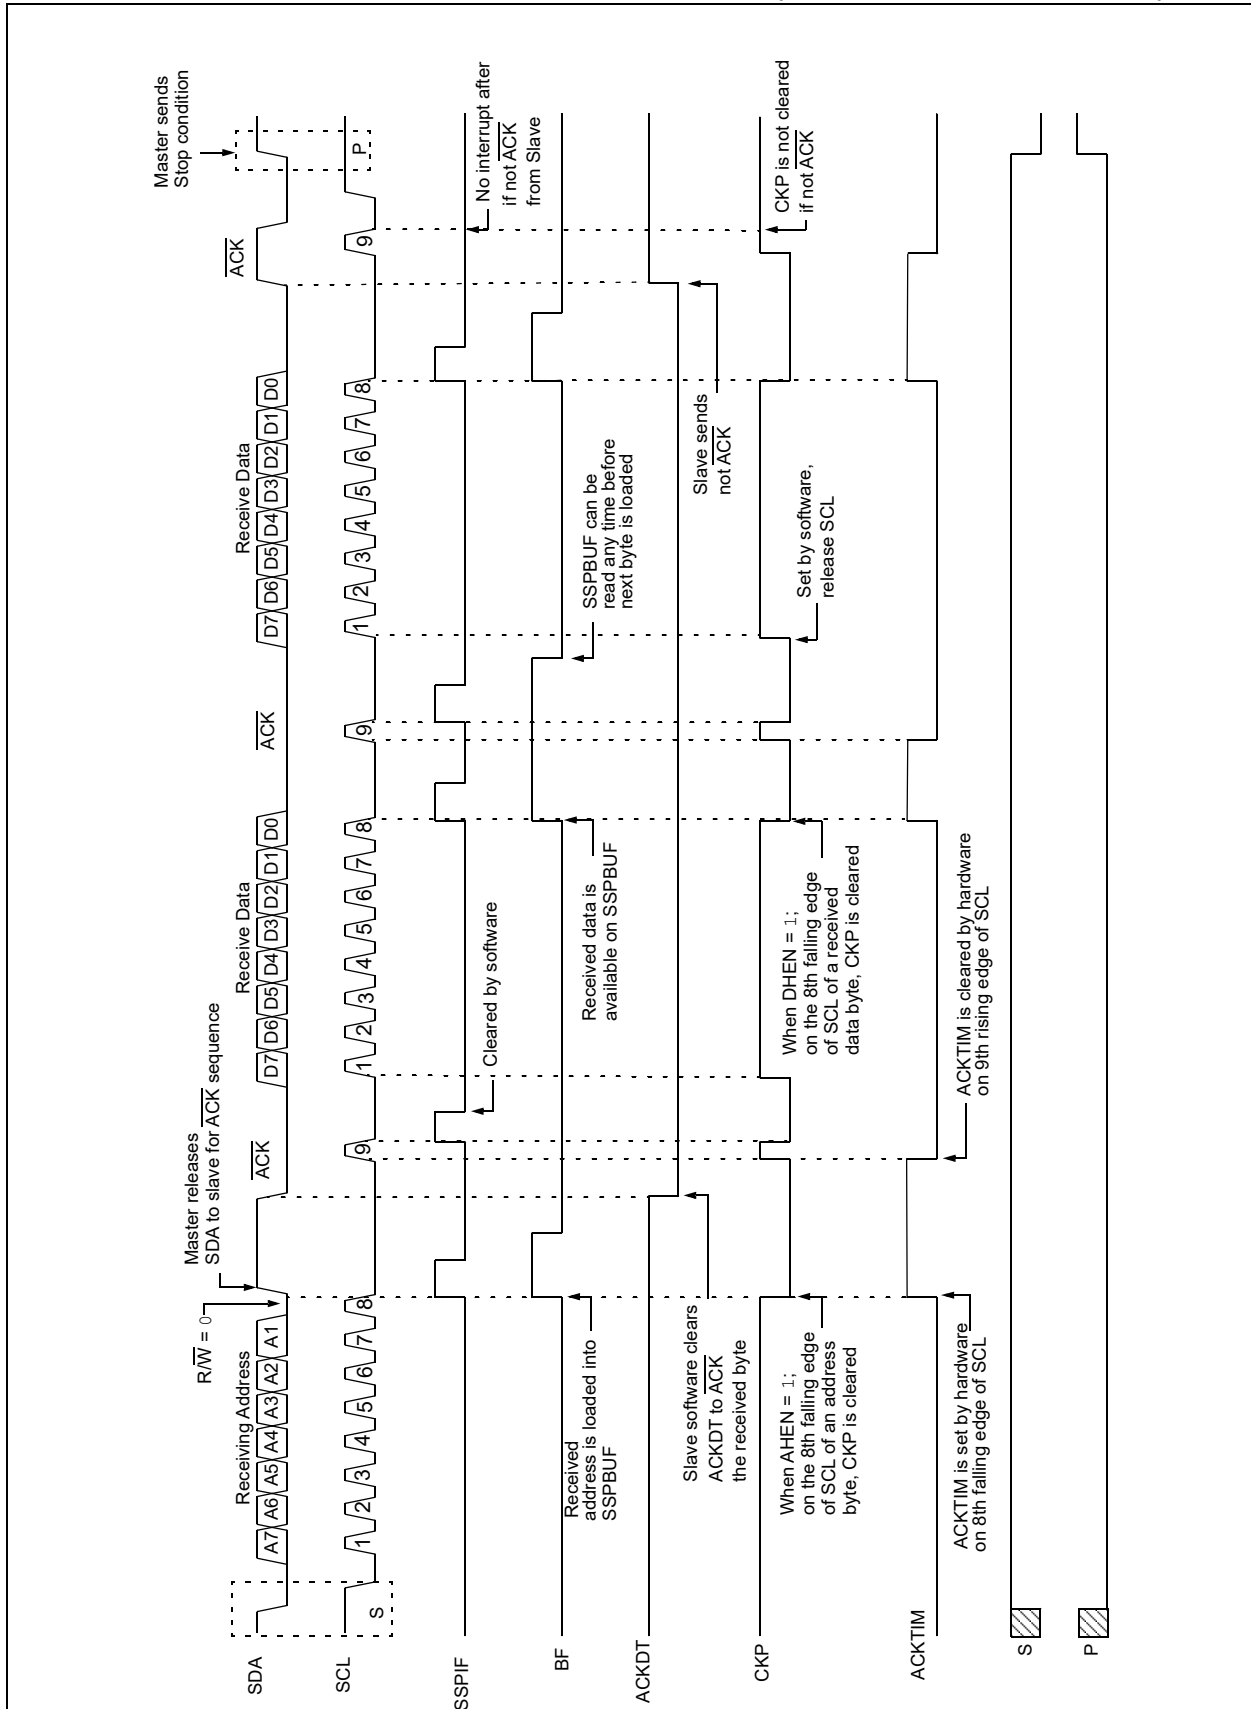 Master sends
Stop condition
Master releases
SDA to slave for ACK sequence
R/W = 0
Receiving Address
ACK
Receive Data
ACK
Receive Data
ACK
SDA
A7 A6 A5 A4 A3 A2 A1
D7 D6 D5 D4 D3 D2 D1 D0
D7 D6 D5 D4 D3 D2 D1 D0
SCL
S
1 2 3 4 5 6 7 8
9
1 2 3 4 5 6 7 8
9
1 2 3 4 5 6 7 8
9
P
SSPIF
Cleared by software
No interrupt after
if not ACK
from Slave
BF
Received
address is loaded into
SSPBUF
Received data is
available on SSPBUF
SSPBUF can be
read any time before
next byte is loaded
ACKDT
Slave software clears
ACKDT to ACK
the received byte
Slave sends
not ACK
CKP
When AHEN = 1;
on the 8th falling edge
of SCL of an address
byte, CKP is cleared
When DHEN = 1;
on the 8th falling edge
of SCL of a received
data byte, CKP is cleared
Set by software,
release SCL
CKP is not cleared
if not ACK
ACKTIM
ACKTIM is set by hardware
on 8th falling edge of SCL
ACKTIM is cleared by hardware
on 9th rising edge of SCL
S
P